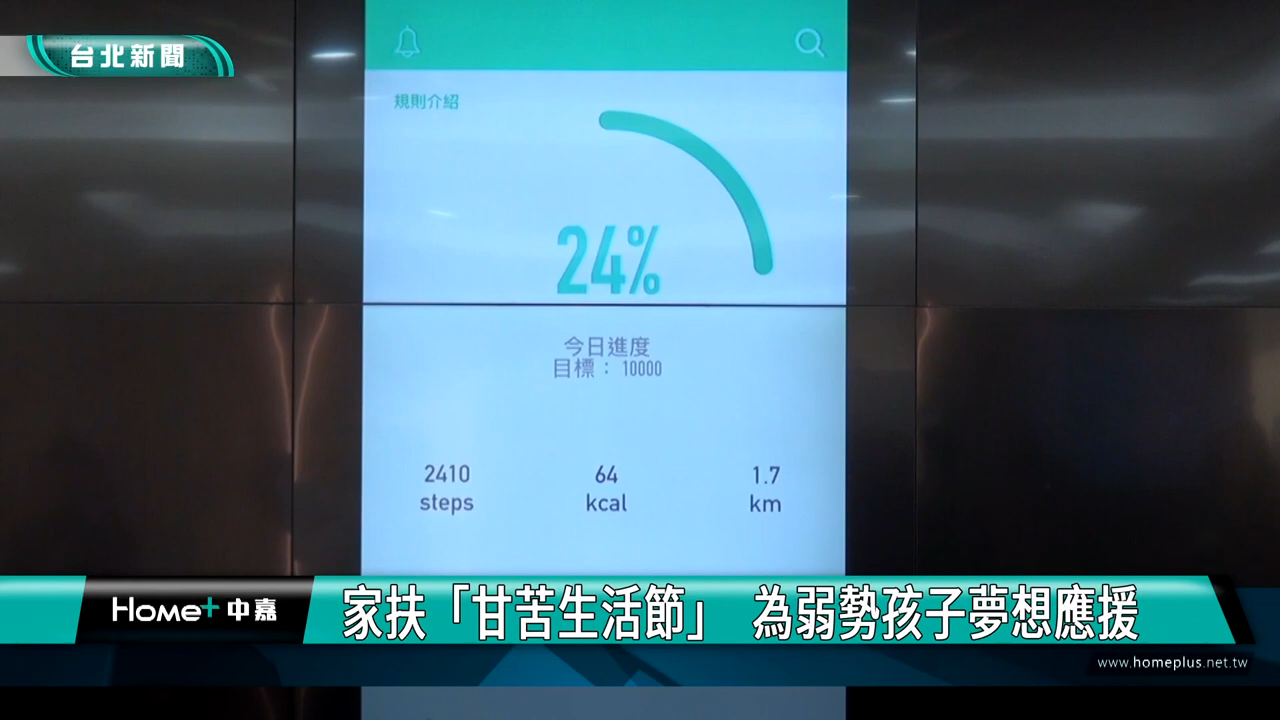 台北新聞
規則介紹
24%
今日進度
目標： 10000
2410 64 1.7
steps kcal km
Home+ 中嘉
家扶「甘苦生活節」 為弱勢孩子夢想應援
www.homeplus.net.tw